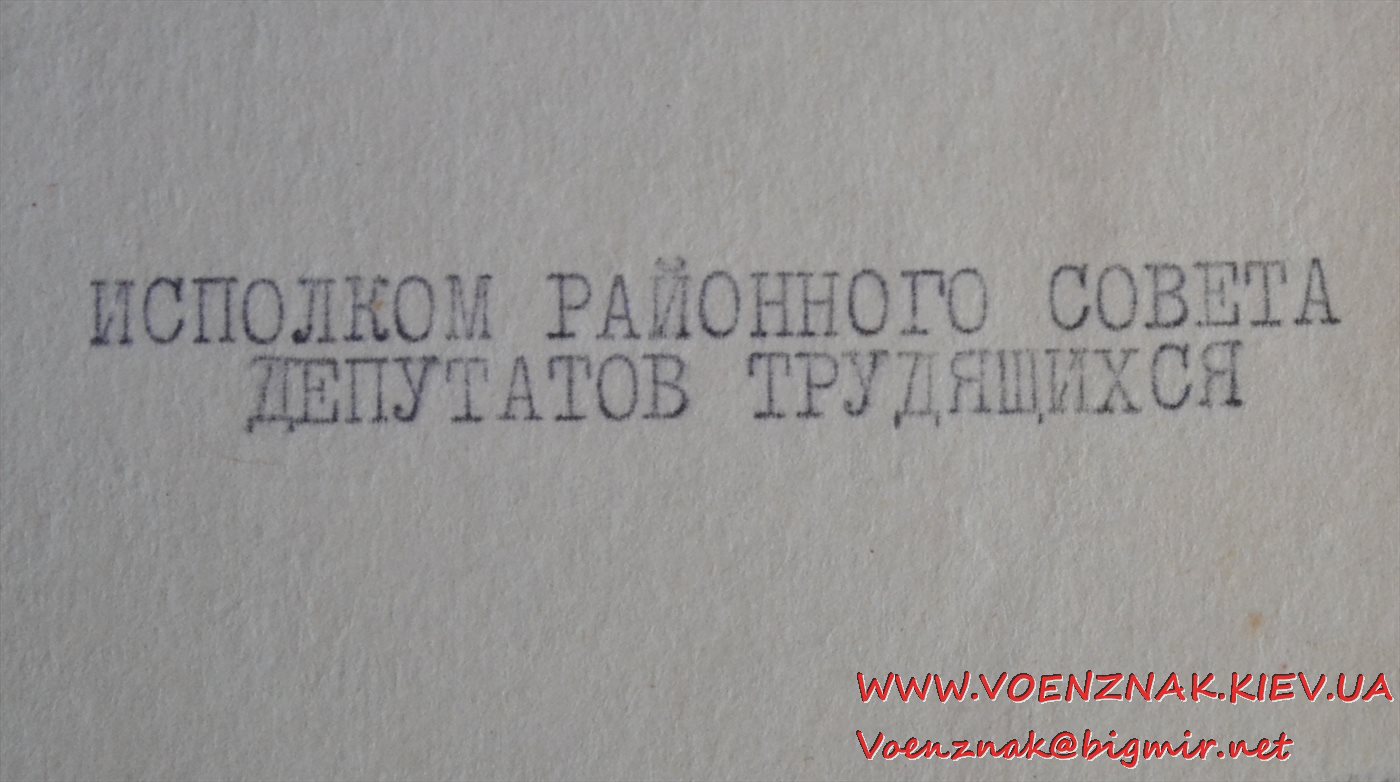 ИСПОЛКОМ РАЙОННОГО СОВЕТА
ДЕПУТАТОВ ТРУДЯЩИХСЯ
WWW.VOENZNAK.KIEV.UA
Voenznak@bigmir.net